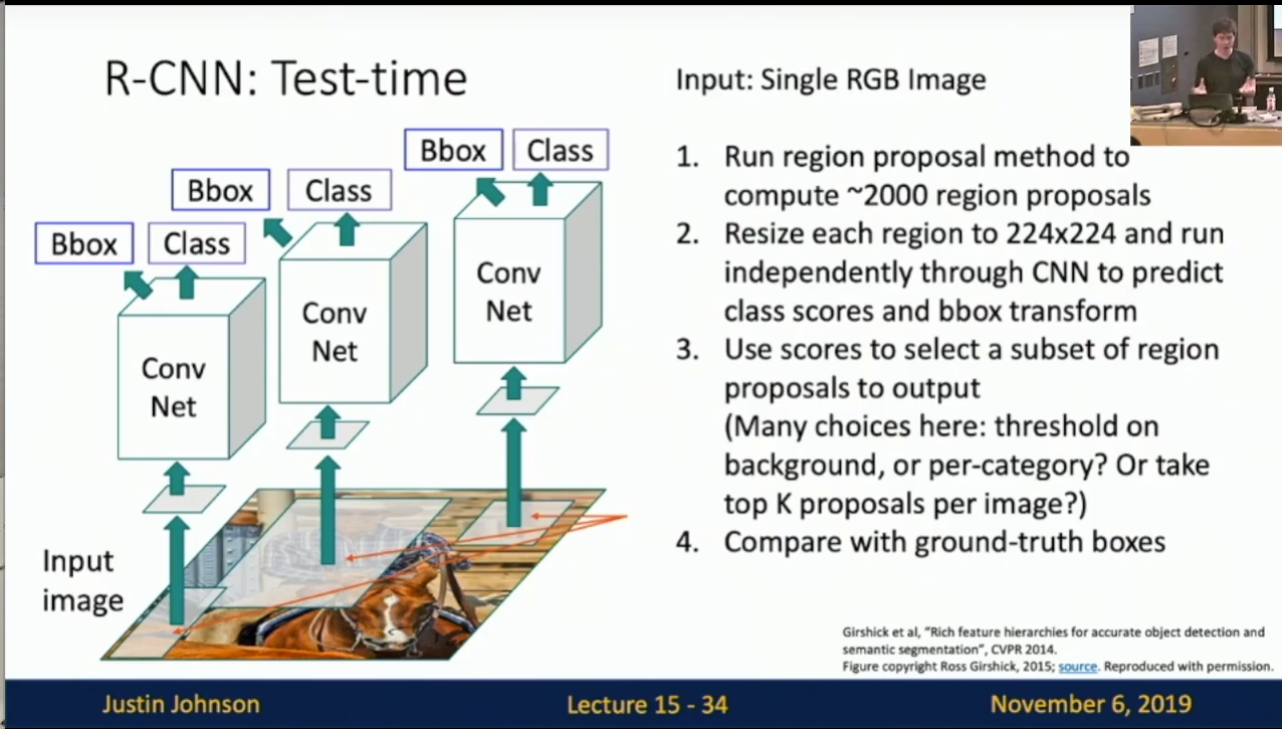 R-CNN: Test-time
Input: Single RGB Image
Bbox
Class
Bbox
Class
Bbox
Class
Conv
Net
Conv
Net
Conv
Net
Input
image
1. Run region proposal method to
compute ~2000 region proposals
2. Resize each region to 224x224 and run
independently through CNN to predict
class scores and bbox transform
3. Use scores to select a subset of region
proposals to output
(Many choices here: threshold on
background, or per-category? Or take
top K proposals per image?)
4. Compare with ground-truth boxes
Girshick et al, “Rich feature hierarchies for accurate object detection and
semantic segmentation”, CVPR 2014.
Figure copyright Ross Girshick, 2015; source. Reproduced with permission.
Justin Johnson
Lecture 15 - 34
November 6, 2019